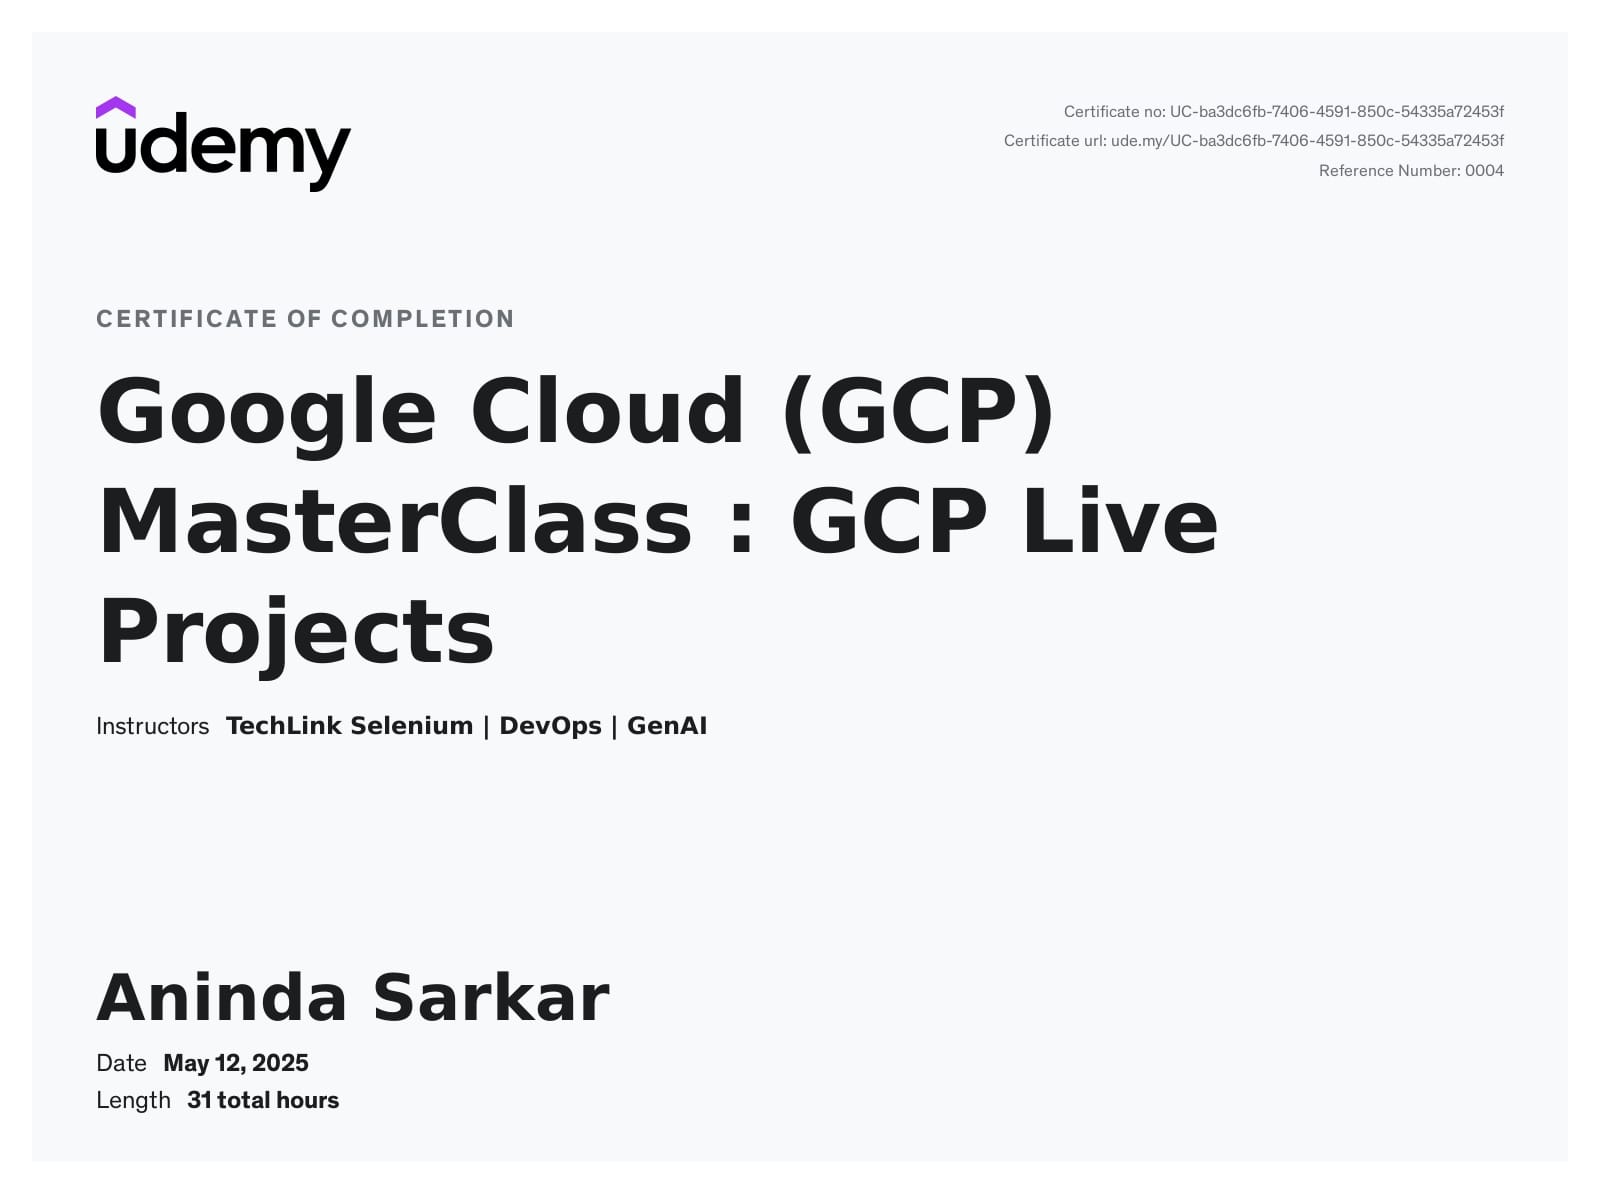 udemy
Certificate no: UC-ba3dc6fb-7406-4591-850c-54335a72453f
Certificate url: ude.my/UC-ba3dc6fb-7406-4591-850c-54335a72453f
Reference Number: 0004
CERTIFICATE OF COMPLETION
Google Cloud (GCP)
MasterClass : GCP Live
Projects
Instructors TechLink Selenium | DevOps | GenAI
Aninda Sarkar
Date May 12, 2025
Length 31 total hours